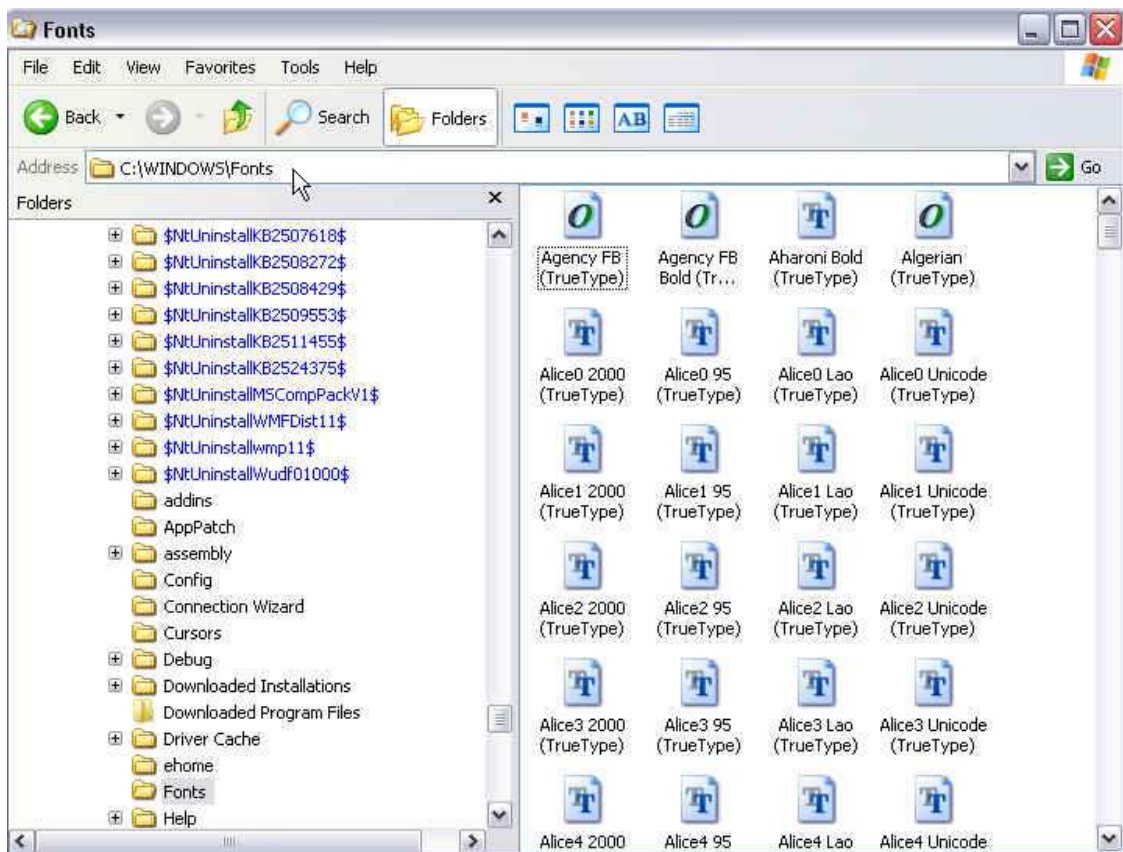 Fonts
File Edit View Favorites Tools Help
Back Search Folders AB
Address C:\WINDOWS\Fonts Go
Folders
$NtUninstallKB2507618$
$NtUninstallKB2508272$
$NtUninstallKB2508429$
$NtUninstallKB2509553$
$NtUninstallKB2511455$
$NtUninstallKB2524375$
$NtUninstallMSCompPackV1$
$NtUninstallWMFDist11$
$NtUninstallwmp11$
$NtUninstallWudf01000$
addins
AppPatch
assembly
Config
Connection Wizard
Cursors
Debug
Downloaded Installations
Downloaded Program Files
Driver Cache
ehome
Fonts
Help
Agency FB (TrueType)
Agency FB Bold (Tr...
Aharoni Bold (TrueType)
Algerian (TrueType)
Alice0 2000 (TrueType)
Alice0 95 (TrueType)
Alice0 Lao (TrueType)
Alice0 Unicode (TrueType)
Alice1 2000 (TrueType)
Alice1 95 (TrueType)
Alice1 Lao (TrueType)
Alice1 Unicode (TrueType)
Alice2 2000 (TrueType)
Alice2 95 (TrueType)
Alice2 Lao (TrueType)
Alice2 Unicode (TrueType)
Alice3 2000 (TrueType)
Alice3 95 (TrueType)
Alice3 Lao (TrueType)
Alice3 Unicode (TrueType)
Alice4 2000
Alice4 95
Alice4 Lao
Alice4 Unicode